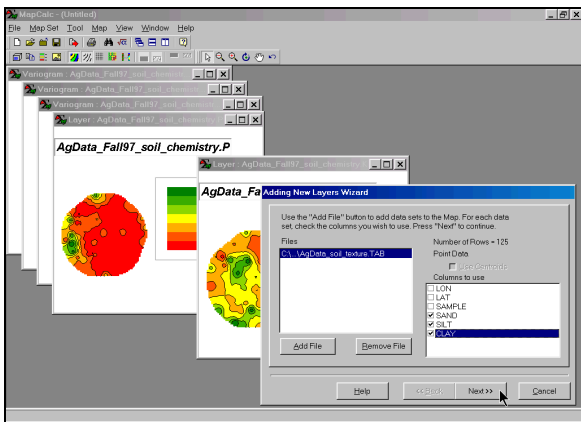 MapCalc - (Untitled)
File Map Set Tool Map View Window Help
Variogram : AgData_Fall97_soil_chemistr
Variogram : AgData_Fall97_soil_chemistr
Variogram : AgData_Fall97_soil_chemistr
Layer : AgData_Fall97_soil_chemistry.P
AgData_Fall97_soil_chemistry.P
Layer : AgData_Fall97_soil_chemistry
AgData_Fa
Adding New Layers Wizard
Use the "Add File" button to add data sets to the Map. For each data
set, check the columns you wish to use. Press "Next" to continue.
Files
C:\...\AgData_soil_texture.TAB
Number of Rows = 125
Point Data
Use Centroids
Columns to use
LON
LAT
SAMPLE
SAND
SILT
CLAY
Add File
Remove File
Help
<< Back
Next >>
Cancel